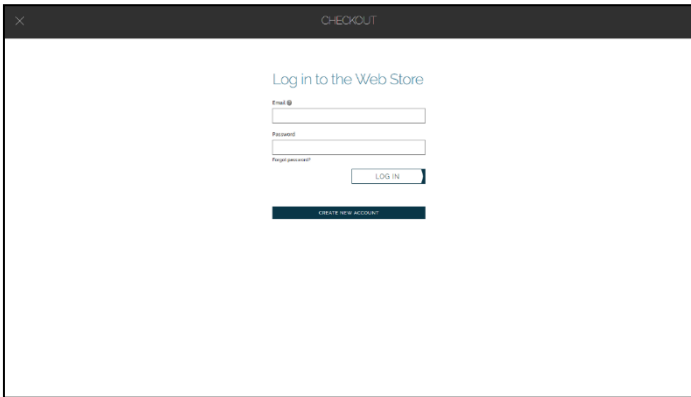 CHECKOUT
Log in to the Web Store
Email
Password
Forgot password?
LOG IN
CREATE NEW ACCOUNT